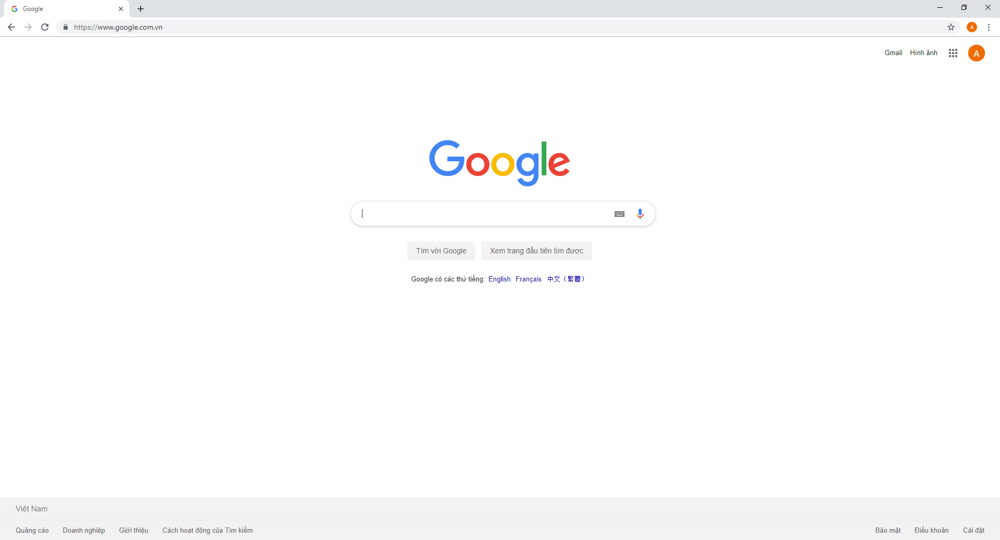 Google
https://www.google.com.vn
A
Gmail Hình ảnh
A
Google
Tìm với Google Xem trang đầu tiên tìm được
Google có các thứ tiếng: English Français 中文（繁體）
Việt Nam
Quảng cáo Doanh nghiệp Giới thiệu Cách hoạt động của Tìm kiếm Bảo mật Điều khoản Cài đặt